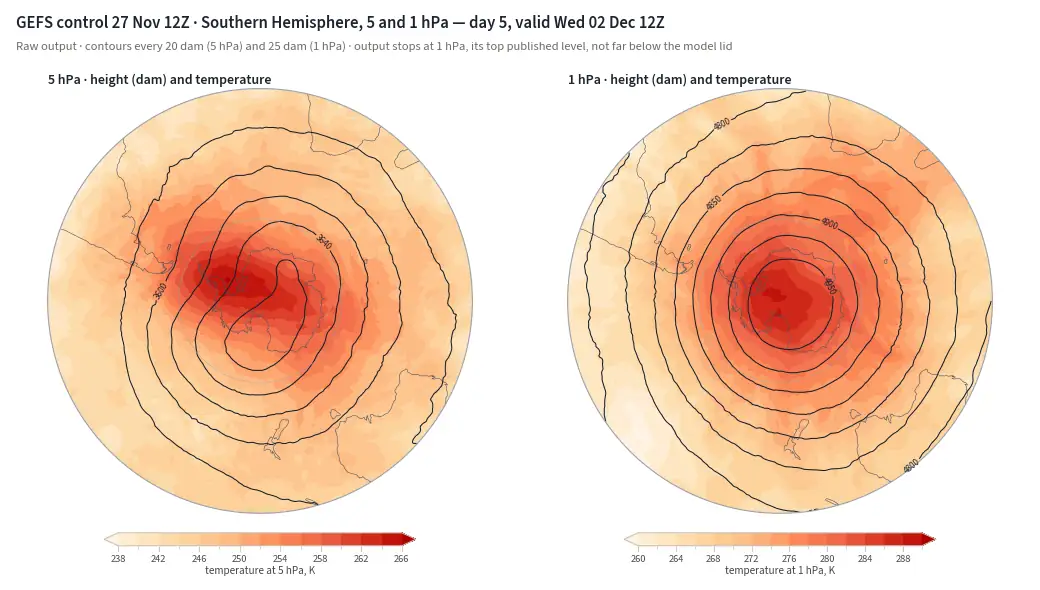 GEFS control 27 Nov 12Z · Southern Hemisphere, 5 and 1 hPa — day 5, valid Wed 02 Dec 12Z
Raw output · contours every 20 dam (5 hPa) and 25 dam (1 hPa) · output stops at 1 hPa, its top published level, not far below the model lid
5 hPa · height (dam) and temperature
1 hPa · height (dam) and temperature
3640
3600
4800
4850
4900
4950
4800
238 242 246 250 254 258 262 266
temperature at 5 hPa, K
260 264 268 272 276 280 284 288
temperature at 1 hPa, K